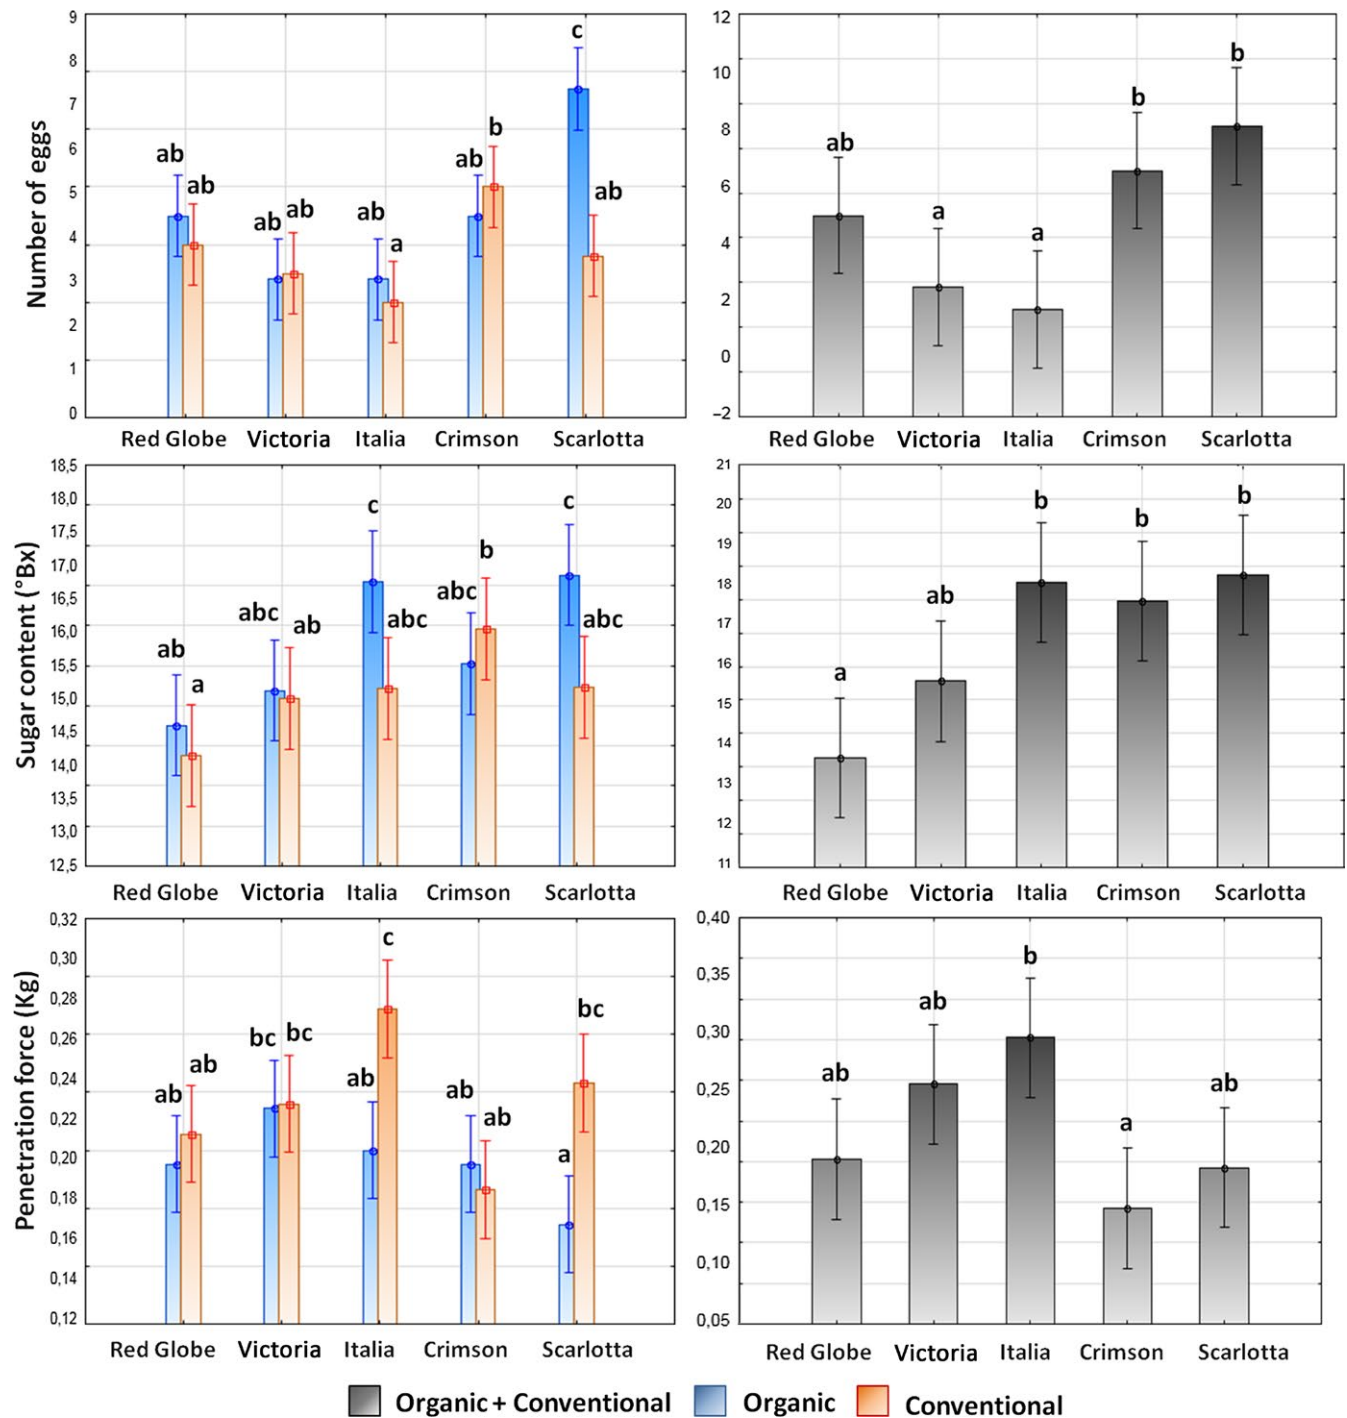 Number of eggs
9
8
7
6
5
4
3
2
1
0
c
ab
ab
ab
ab
ab
a
ab
b
ab
Red Globe Victoria Italia Crimson Scarlotta
12
10
8
6
4
2
0
−2
ab
a
a
b
b
Red Globe Victoria Italia Crimson Scarlotta
Sugar content (°Bx)
18,5
18,0
17,5
17,0
16,5
16,0
15,5
15,0
14,5
14,0
13,5
13,0
12,5
ab
a
abc
ab
c
abc
abc
b
c
abc
Red Globe Victoria Italia Crimson Scarlotta
21
20
19
18
17
16
15
14
13
12
11
a
ab
b
b
b
Red Globe Victoria Italia Crimson Scarlotta
Penetration force (Kg)
0,32
0,30
0,28
0,26
0,24
0,22
0,20
0,18
0,16
0,14
0,12
ab
ab
bc
bc
ab
c
ab
ab
a
bc
Red Globe Victoria Italia Crimson Scarlotta
0,40
0,35
0,30
0,25
0,20
0,15
0,10
0,05
ab
ab
b
a
ab
Red Globe Victoria Italia Crimson Scarlotta
Organic + Conventional Organic Conventional